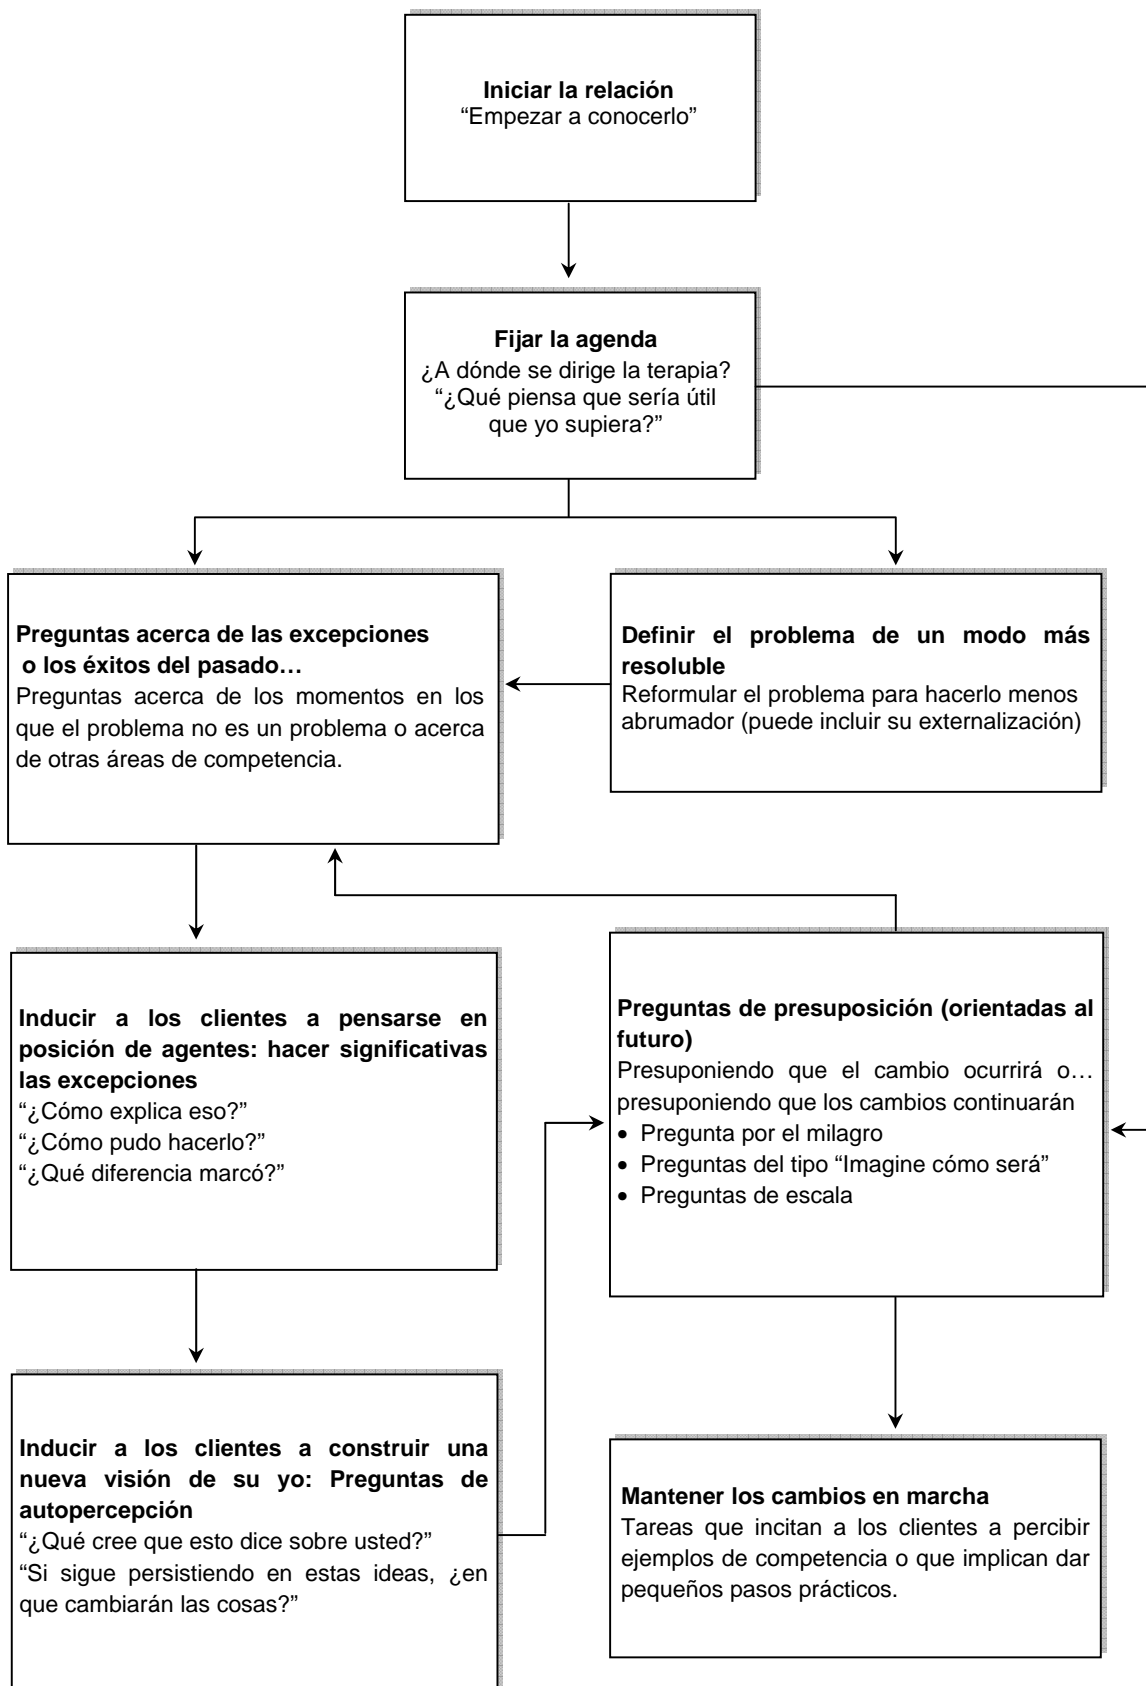 Iniciar la relación
“Empezar a conocerlo”
Fijar la agenda
¿A dónde se dirige la terapia?
“¿Qué piensa que sería útil
que yo supiera?”
Preguntas acerca de las excepciones
o los éxitos del pasado…
Preguntas acerca de los momentos en los
que el problema no es un problema o acerca
de otras áreas de competencia.
Definir el problema de un modo más
resoluble
Reformular el problema para hacerlo menos
abrumador (puede incluir su externalización)
Inducir a los clientes a pensarse en
posición de agentes: hacer significativas
las excepciones
“¿Cómo explica eso?”
“¿Cómo pudo hacerlo?”
“¿Qué diferencia marcó?”
Preguntas de presuposición (orientadas al
futuro)
Presuponiendo que el cambio ocurrirá o…
presuponiendo que los cambios continuarán
• Pregunta por el milagro
• Preguntas del tipo “Imagine cómo será”
• Preguntas de escala
Inducir a los clientes a construir una
nueva visión de su yo: Preguntas de
autopercepción
“¿Qué cree que esto dice sobre usted?”
“Si sigue persistiendo en estas ideas, ¿en
que cambiarán las cosas?”
Mantener los cambios en marcha
Tareas que incitan a los clientes a percibir
ejemplos de competencia o que implican dar
pequeños pasos prácticos.